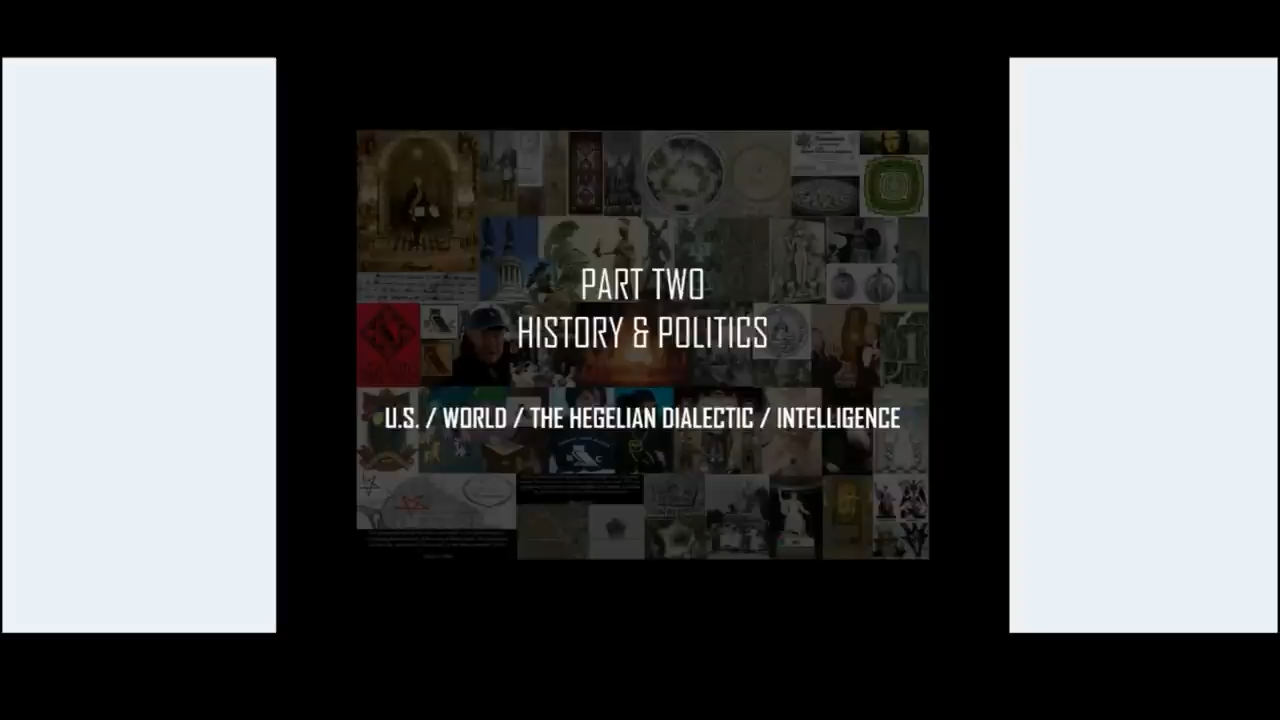 PART TWO
HISTORY & POLITICS
U.S. / WORLD / THE HEGELIAN DIALECTIC / INTELLIGENCE